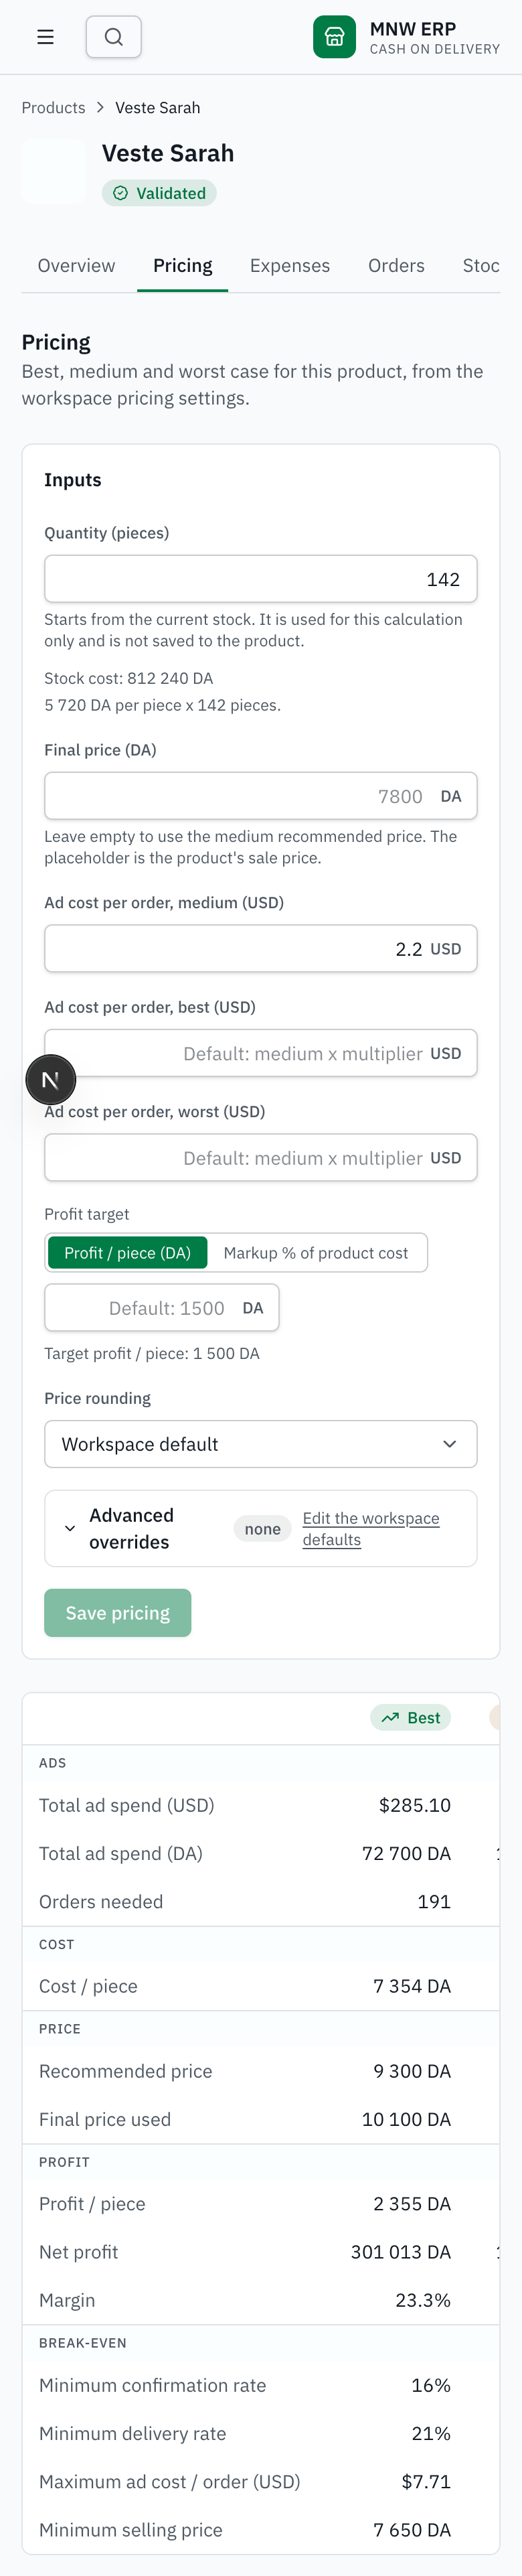 MNW ERP
CASH ON DELIVERY
Products > Veste Sarah
Veste Sarah
Validated
Overview Pricing Expenses Orders Stoc
Pricing
Best, medium and worst case for this product, from the
workspace pricing settings.
Inputs
Quantity (pieces)
142
Starts from the current stock. It is used for this calculation
only and is not saved to the product.
Stock cost: 812 240 DA
5 720 DA per piece x 142 pieces.
Final price (DA)
7800 DA
Leave empty to use the medium recommended price. The
placeholder is the product's sale price.
Ad cost per order, medium (USD)
2.2 USD
Ad cost per order, best (USD)
Default: medium x multiplier USD
N
Ad cost per order, worst (USD)
Default: medium x multiplier USD
Profit target
Profit / piece (DA) Markup % of product cost
Default: 1500 DA
Target profit / piece: 1 500 DA
Price rounding
Workspace default
Advanced
overrides
none
Edit the workspace
defaults
Save pricing
Best
ADS
Total ad spend (USD) $285.10
Total ad spend (DA) 72 700 DA
Orders needed 191
COST
Cost / piece 7 354 DA
PRICE
Recommended price 9 300 DA
Final price used 10 100 DA
PROFIT
Profit / piece 2 355 DA
Net profit 301 013 DA
Margin 23.3%
BREAK-EVEN
Minimum confirmation rate 16%
Minimum delivery rate 21%
Maximum ad cost / order (USD) $7.71
Minimum selling price 7 650 DA